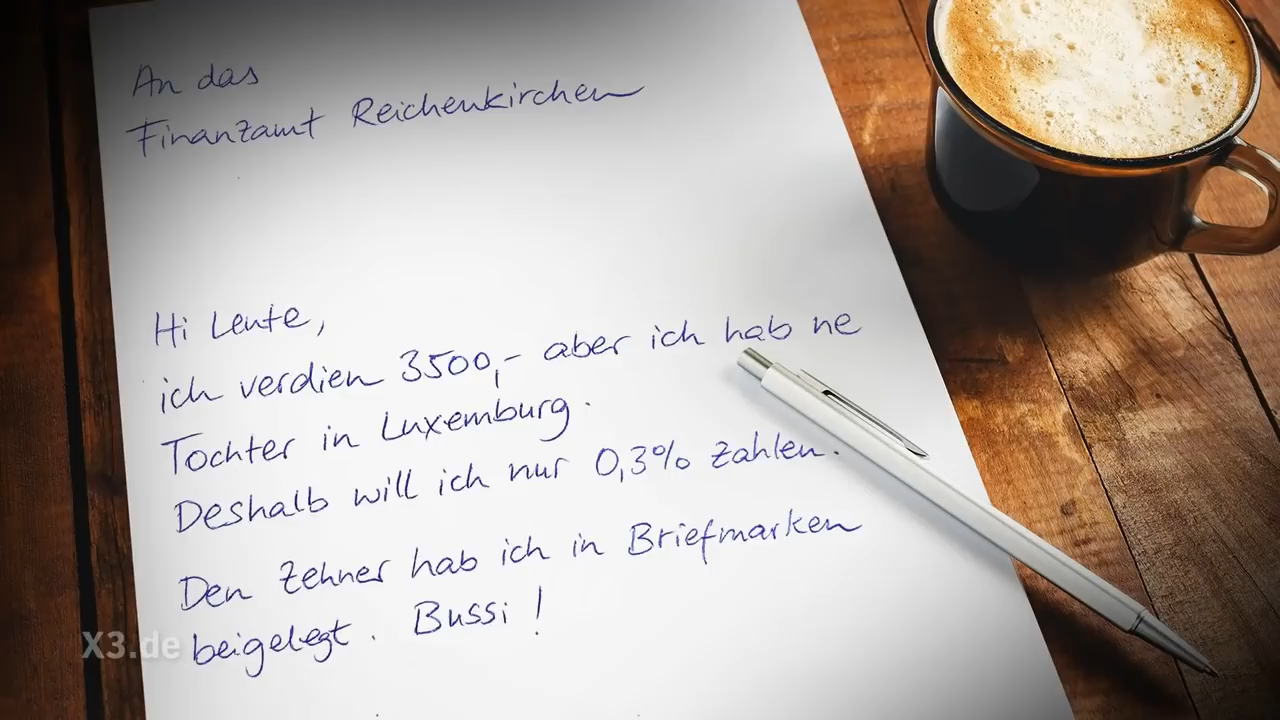 An das
Finanzamt Reichenkirchen
Hi Leute,
ich verdien 3500,- aber ich hab ne
Tochter in Luxemburg.
Deshalb will ich nur 0,3% zahlen.
Den Zehner hab ich in Briefmarken
beigelegt. Bussi!
X3.de